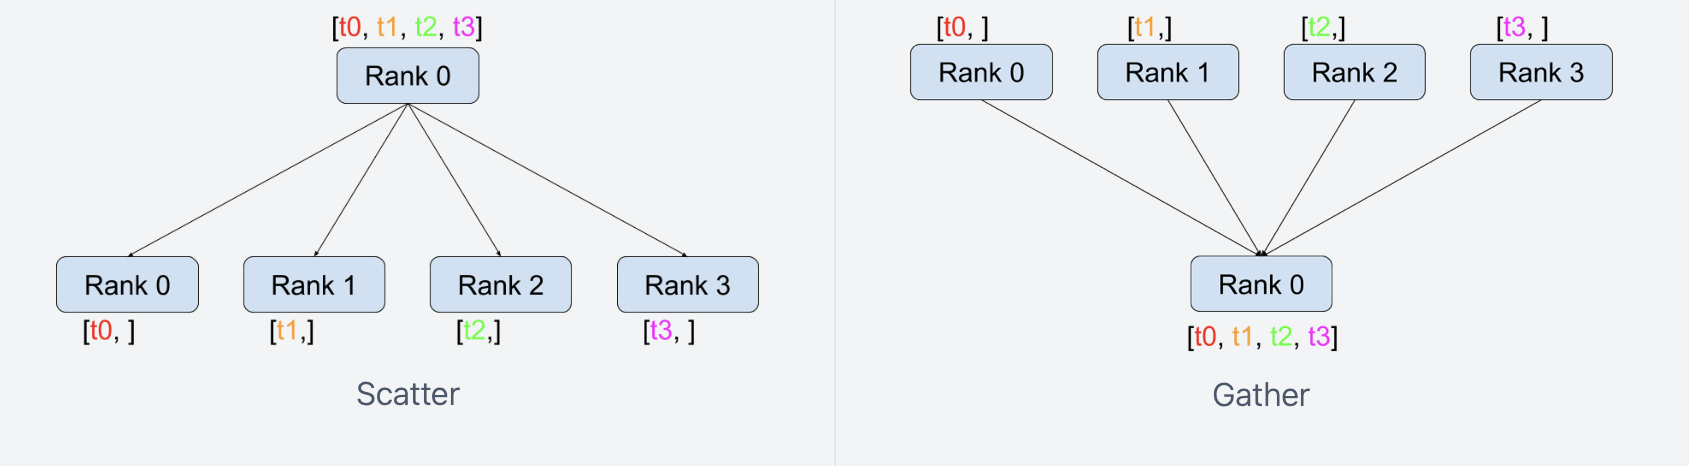 [t0, t1, t2, t3]
Rank 0
Rank 0
Rank 1
Rank 2
Rank 3
[t0, ]
[t1,]
[t2,]
[t3, ]
Scatter
[t0, ]
[t1,]
[t2,]
[t3, ]
Rank 0
Rank 1
Rank 2
Rank 3
Rank 0
[t0, t1, t2, t3]
Gather